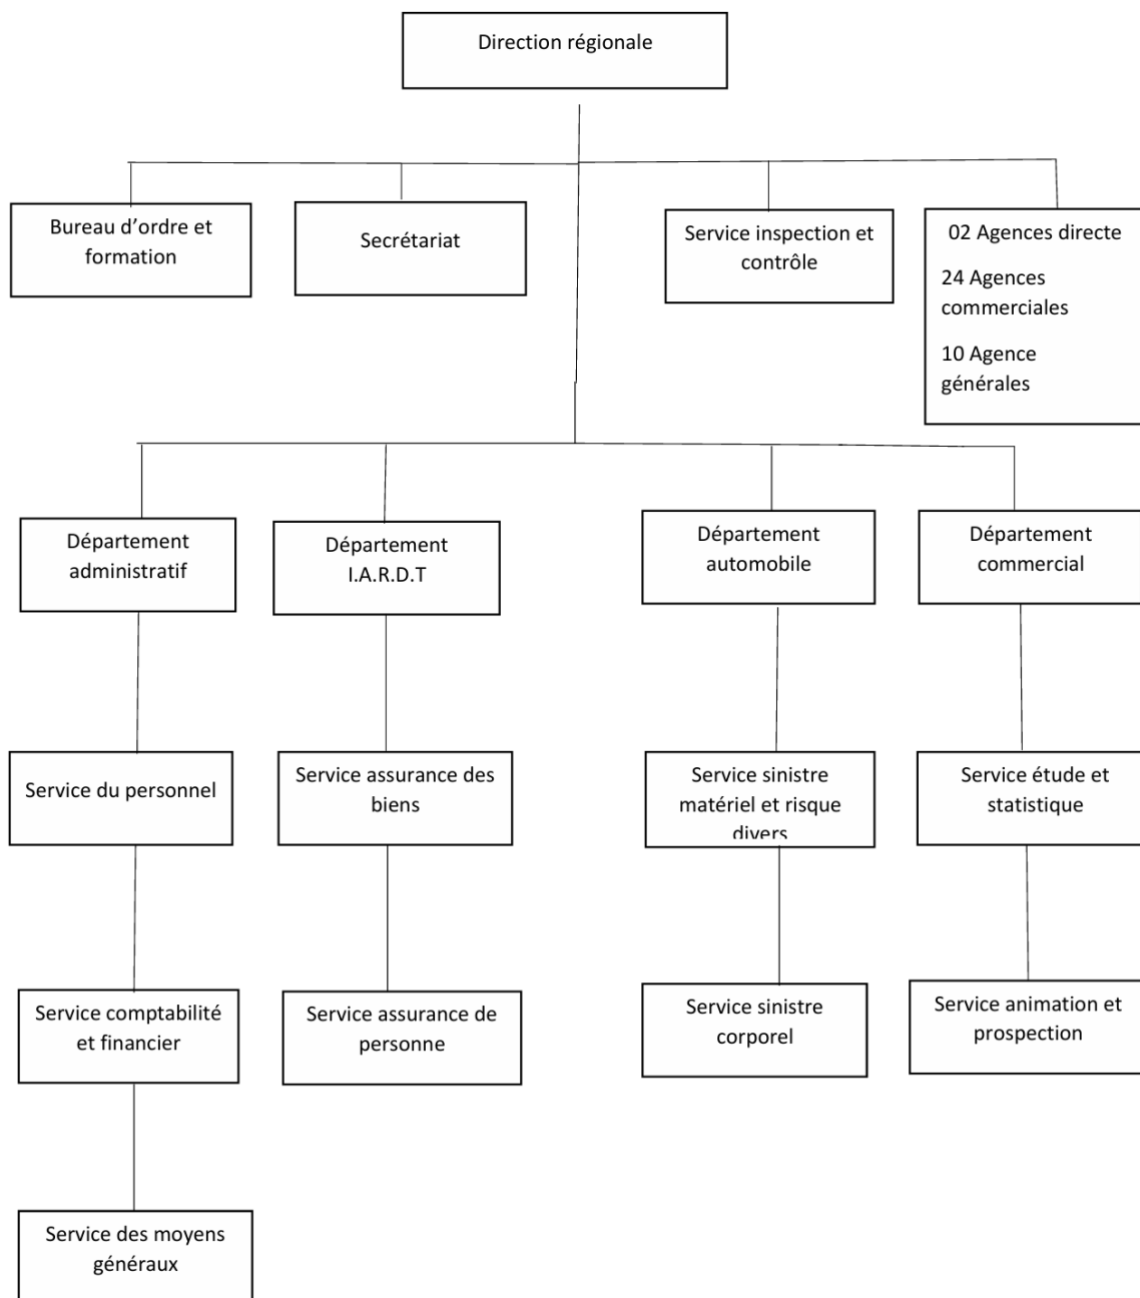 Direction régionale
Bureau d'ordre et
formation
Secrétariat
Service inspection et
contrôle
02 Agences directe
24 Agences
commerciales
10 Agence
générales
Département
administratif
Département
I.A.R.D.T
Département
automobile
Département
commercial
Service du personnel
Service assurance des
biens
Service sinistre
matériel et risque
divers
Service étude et
statistique
Service comptabilité
et financier
Service assurance de
personne
Service sinistre
corporel
Service animation et
prospection
Service des moyens
généraux